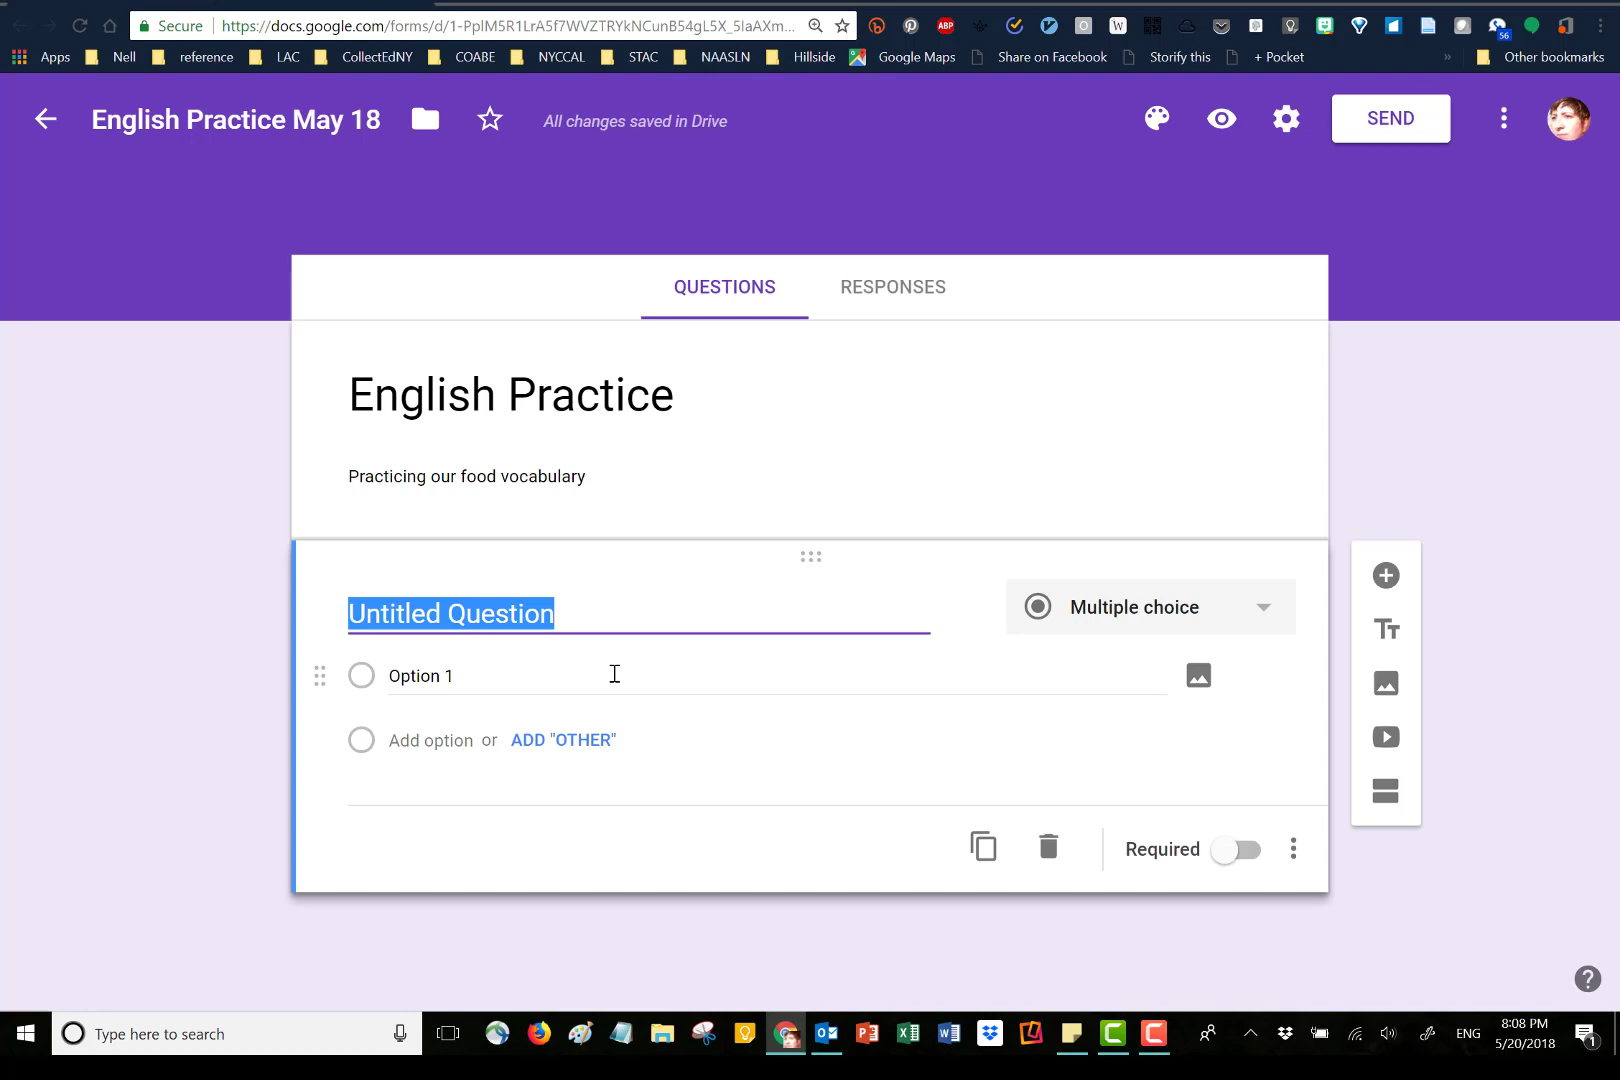 Secure https://docs.google.com/forms/d/1-PplM5R1LrA5f7WVZTRYkNCunB54gL5X_5laAXm...
ABP
W
56
Apps Nell reference LAC CollectEdNY COABE NYCCAL STAC NAASLN Hillside Google Maps Share on Facebook Storify this + Pocket » Other bookmarks
English Practice May 18 All changes saved in Drive SEND
QUESTIONS RESPONSES
English Practice
Practicing our food vocabulary
Untitled Question Multiple choice
Option 1
Add option or ADD "OTHER"
Required
Type here to search
ENG
8:08 PM
5/20/2018
1